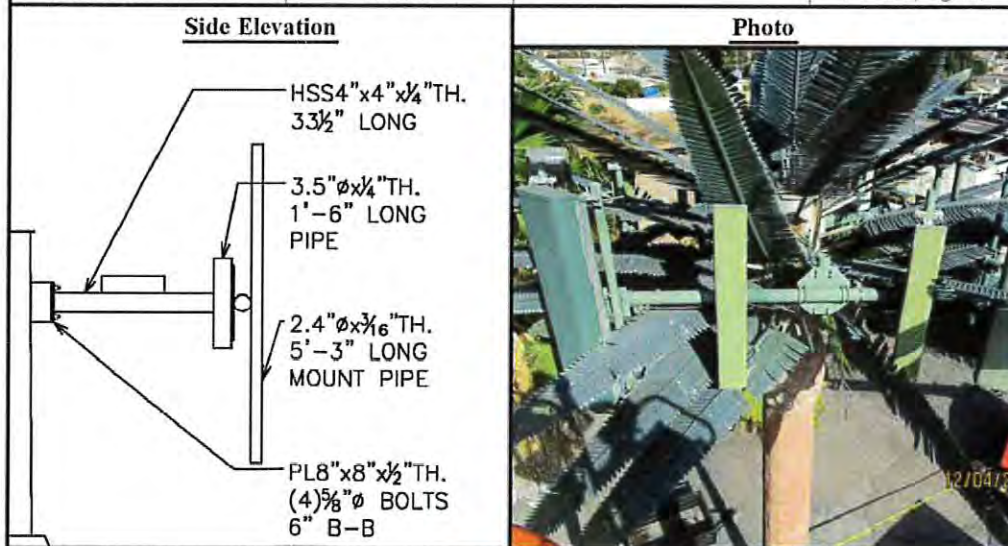 Side Elevation
HSS4"x4"x¼"TH.
33½" LONG
3.5"øx¼"TH.
1'-6" LONG
PIPE
2.4"øx3/16"TH.
5'-3" LONG
MOUNT PIPE
PL8"x8"x½"TH.
(4)⅝"ø BOLTS
6" B-B
Photo